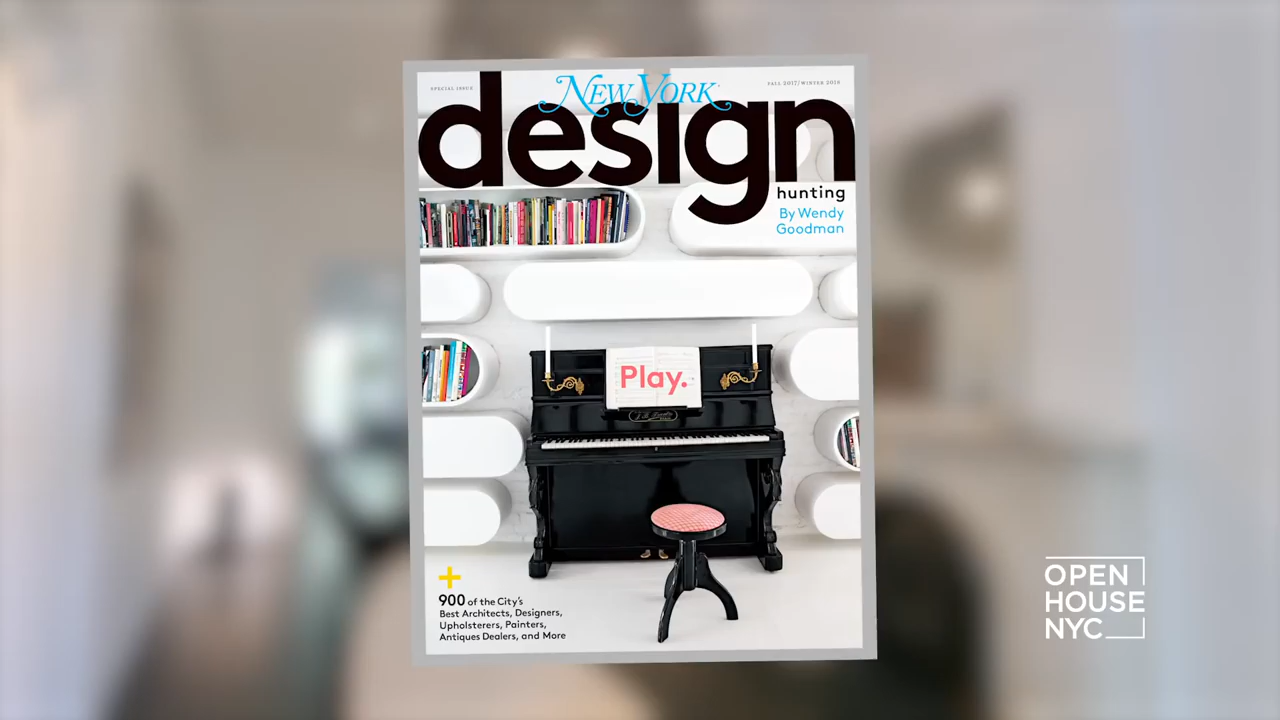 SPECIAL ISSUE
NEW YORK
FALL 2017/WINTER 2018
design
hunting
By Wendy
Goodman
Play.
+
900 of the City's
Best Architects, Designers,
Upholsterers, Painters,
Antiques Dealers, and More
OPEN
HOUSE
NYC